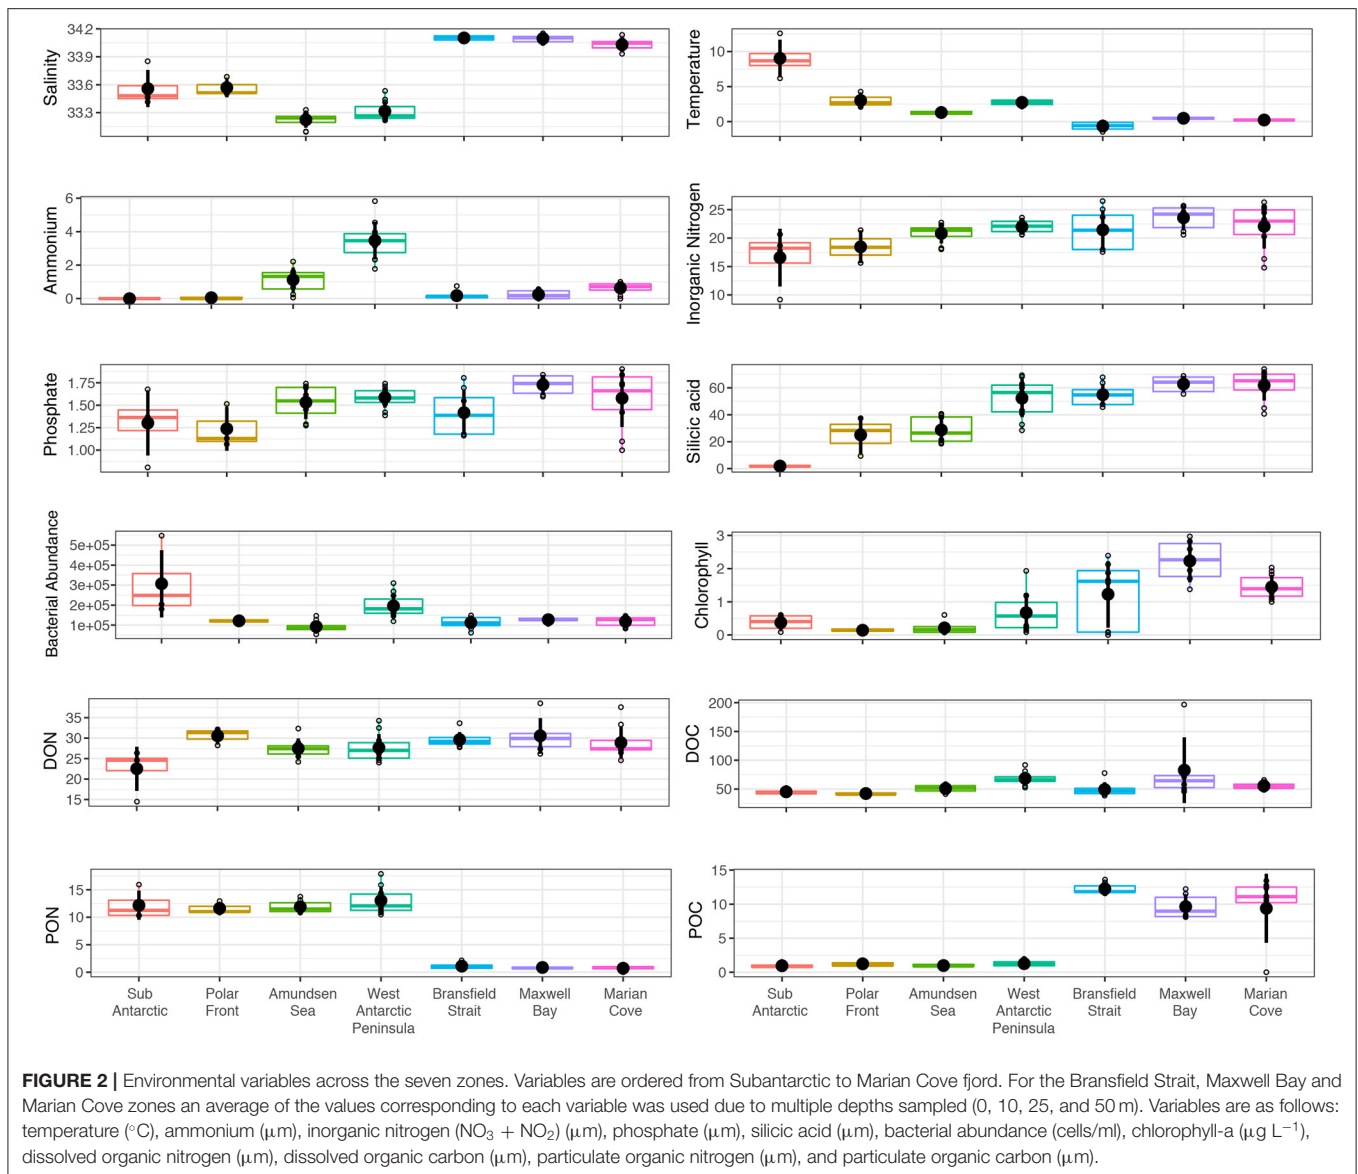 Salinity
342
339
336
333
Temperature
10
5
0
Ammonium
6
4
2
0
Inorganic Nitrogen
25
20
15
10
Phosphate
1.75
1.50
1.25
1.00
Silicic acid
60
40
20
0
Bacterial Abundance
5e+05
4e+05
3e+05
2e+05
1e+05
Chlorophyll
3
2
1
0
DON
35
30
25
20
15
DOC
200
150
100
50
PON
15
10
5
0
POC
15
10
5
0
Sub Antarctic
Polar Front
Amundsen Sea
West Antarctic Peninsula
Bransfield Strait
Maxwell Bay
Marian Cove
Sub Antarctic
Polar Front
Amundsen Sea
West Antarctic Peninsula
Bransfield Strait
Maxwell Bay
Marian Cove
FIGURE 2 | Environmental variables across the seven zones. Variables are ordered from Subantarctic to Marian Cove fjord. For the Bransfield Strait, Maxwell Bay and
Marian Cove zones an average of the values corresponding to each variable was used due to multiple depths sampled (0, 10, 25, and 50 m). Variables are as follows:
temperature (°C), ammonium (μm), inorganic nitrogen (NO3 + NO2) (μm), phosphate (μm), silicic acid (μm), bacterial abundance (cells/ml), chlorophyll-a (μg L−1),
dissolved organic nitrogen (μm), dissolved organic carbon (μm), particulate organic nitrogen (μm), and particulate organic carbon (μm).